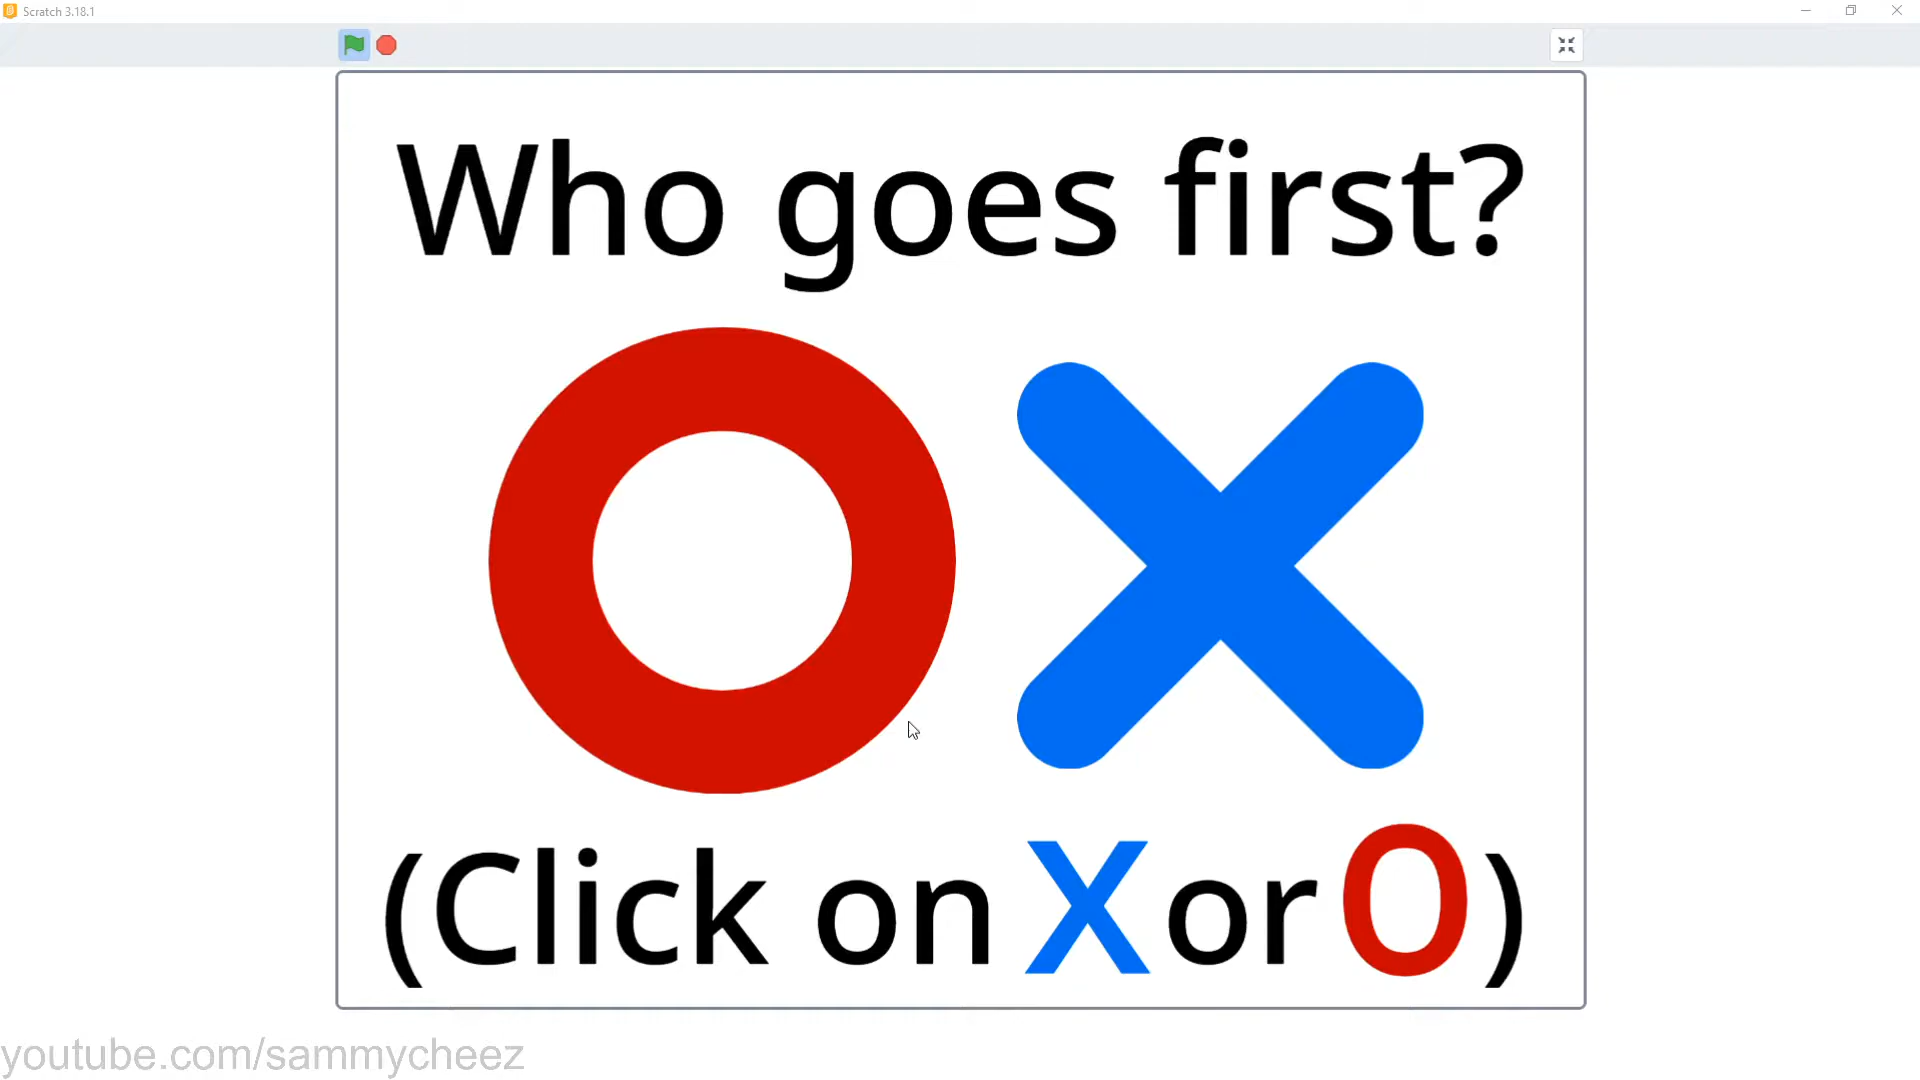 Scratch 3.18.1
Who goes first?
O X
(Click on X or O)
youtube.com/sammycheez